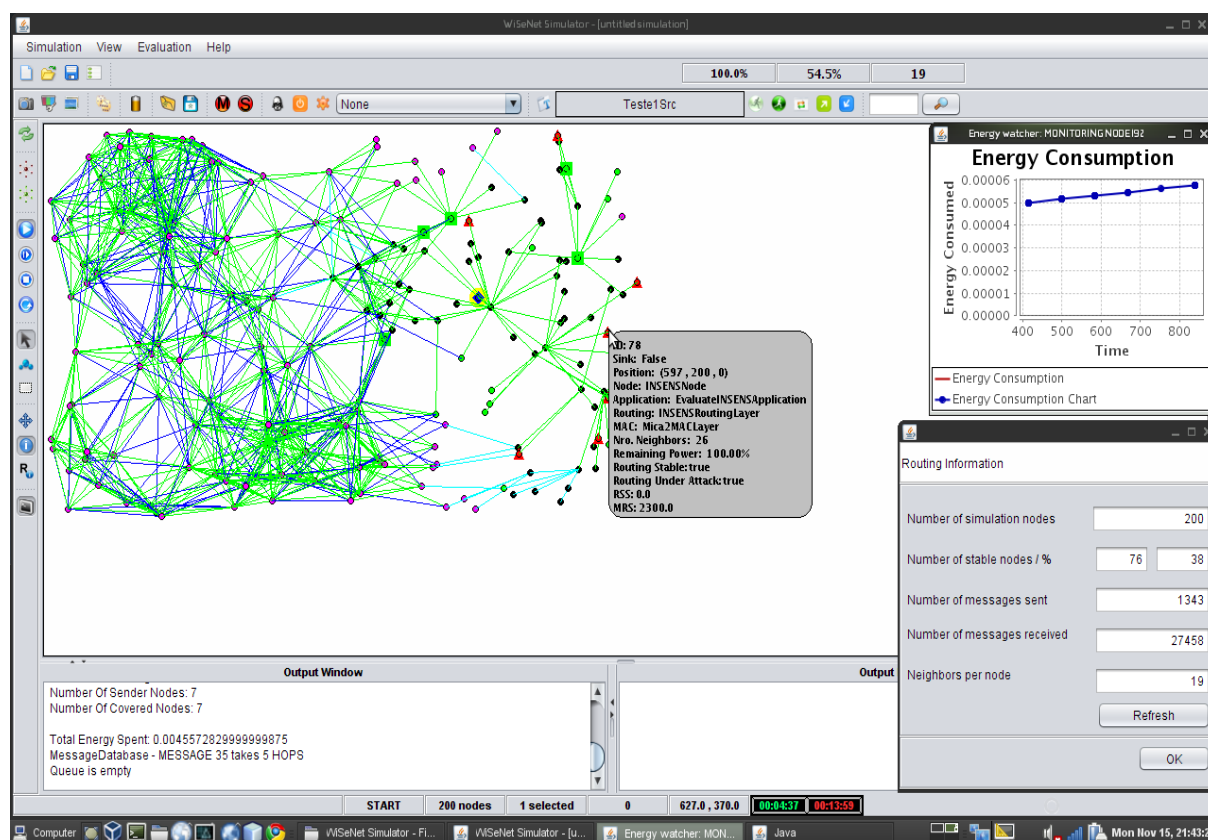 WiSeNet Simulator - [untitled simulation]
Simulation View Evaluation Help
100.0% 54.5% 19
M S None Teste1Src
Energy watcher: MONITORING NODE192
Energy Consumption
Energy Consumed
0.00006
0.00005
0.00004
0.00003
0.00002
0.00001
0.00000
400 500 600 700 800
Time
Energy Consumption
Energy Consumption Chart
ID: 78
Sink: False
Position: (597 , 200 , 0)
Node: INSENSNode
Application: EvaluateINSENSApplication
Routing: INSENSRoutingLayer
MAC: Mica2MACLayer
Nro. Neighbors: 26
Remaining Power: 100.00%
Routing Stable:true
Routing Under Attack:true
RSS: 0.0
MRS: 2300.0
Routing Information
Number of simulation nodes 200
Number of stable nodes / % 76 38
Number of messages sent 1343
Number of messages received 27458
Neighbors per node 19
Refresh
OK
Output Window
Number Of Sender Nodes: 7
Number Of Covered Nodes: 7
Total Energy Spent: 0.0045572829999999875
MessageDatabase - MESSAGE 35 takes 5 HOPS
Queue is empty
Output
START 200 nodes 1 selected 0 627.0 , 370.0 00:04:37 00:13:59
Computer WiSeNet Simulator - Fi... WiSeNet Simulator - [u... Energy watcher: MON... Java Mon Nov 15, 21:43:2